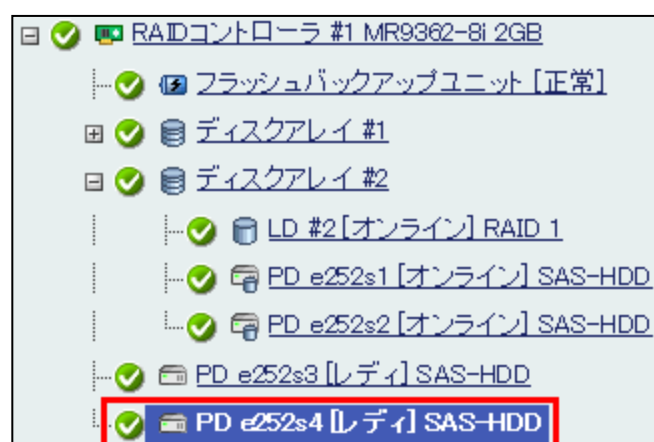 RAIDコントローラ #1 MR9362-8i 2GB
フラッシュバックアップユニット [正常]
ディスクアレイ #1
ディスクアレイ #2
LD #2 [オンライン] RAID 1
PD e252s1 [オンライン] SAS-HDD
PD e252s2 [オンライン] SAS-HDD
PD e252s3 [レディ] SAS-HDD
PD e252s4 [レディ] SAS-HDD